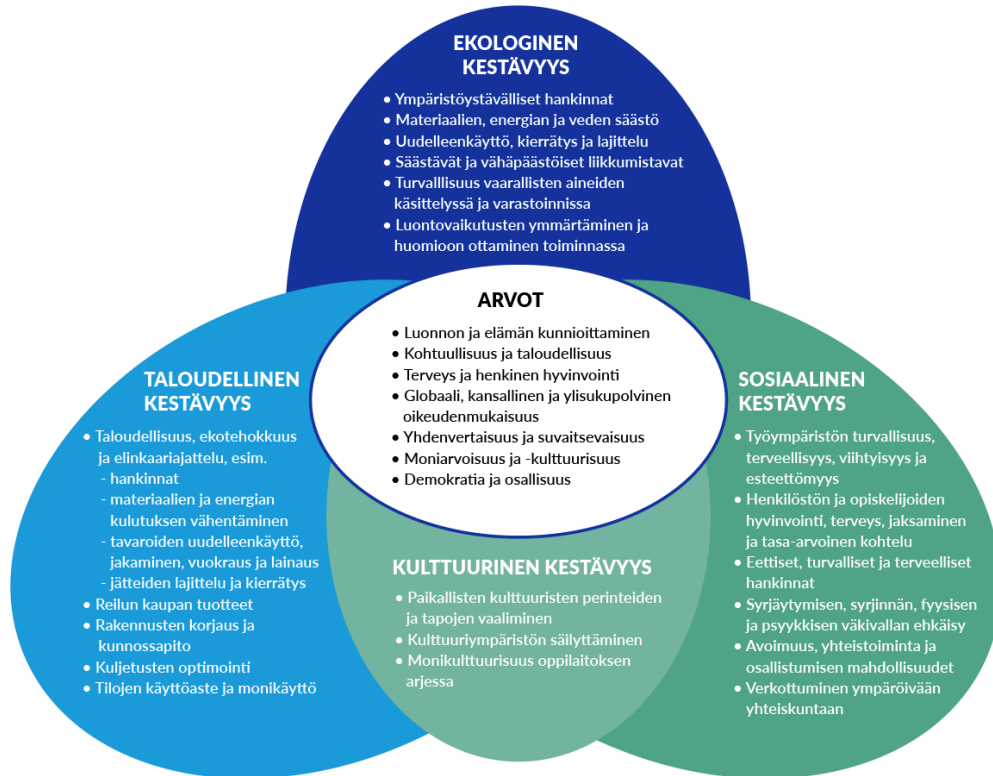 EKOLOGINEN
KESTÄVYYS
• Ympäristöystävälliset hankinnat
• Materiaalien, energian ja veden säästö
• Uudelleenkäyttö, kierrätys ja lajittelu
• Säästävät ja vähäpäästöiset liikkumistavat
• Turvalllisuus vaarallisten aineiden
käsittelyssä ja varastoinnissa
• Luontovaikutusten ymmärtäminen ja
huomioon ottaminen toiminnassa
ARVOT
• Luonnon ja elämän kunnioittaminen
• Kohtuullisuus ja taloudellisuus
• Terveys ja henkinen hyvinvointi
• Globaali, kansallinen ja ylisukupolvinen
oikeudenmukaisuus
• Yhdenvertaisuus ja suvaitsevaisuus
• Moniarvoisuus ja -kulttuurisuus
• Demokratia ja osallisuus
TALOUDELLINEN
KESTÄVYYS
• Taloudellisuus, ekotehokkuus
ja elinkaariajattelu, esim.
- hankinnat
- materiaalien ja energian
kulutuksen vähentäminen
- tavaroiden uudelleenkäyttö,
jakaminen, vuokraus ja lainaus
- jätteiden lajittelu ja kierrätys
• Reilun kaupan tuotteet
• Rakennusten korjaus ja
kunnossapito
• Kuljetusten optimointi
• Tilojen käyttöaste ja monikäyttö
KULTTUURINEN KESTÄVYYS
• Paikallisten kulttuuristen perinteiden
ja tapojen vaaliminen
• Kulttuuriympäristön säilyttäminen
• Monikulttuurisuus oppilaitoksen
arjessa
SOSIAALINEN
KESTÄVYYS
• Työympäristön turvallisuus,
terveellisyys, viihtyisyys ja
esteettömyys
• Henkilöstön ja opiskelijoiden
hyvinvointi, terveys, jaksaminen
ja tasa-arvoinen kohtelu
• Eettiset, turvalliset ja terveelliset
hankinnat
• Syrjäytymisen, syrjinnän, fyysisen
ja psyykkisen väkivallan ehkäisy
• Avoimuus, yhteistoiminta ja
osallistumisen mahdollisuudet
• Verkottuminen ympäröivään
yhteiskuntaan